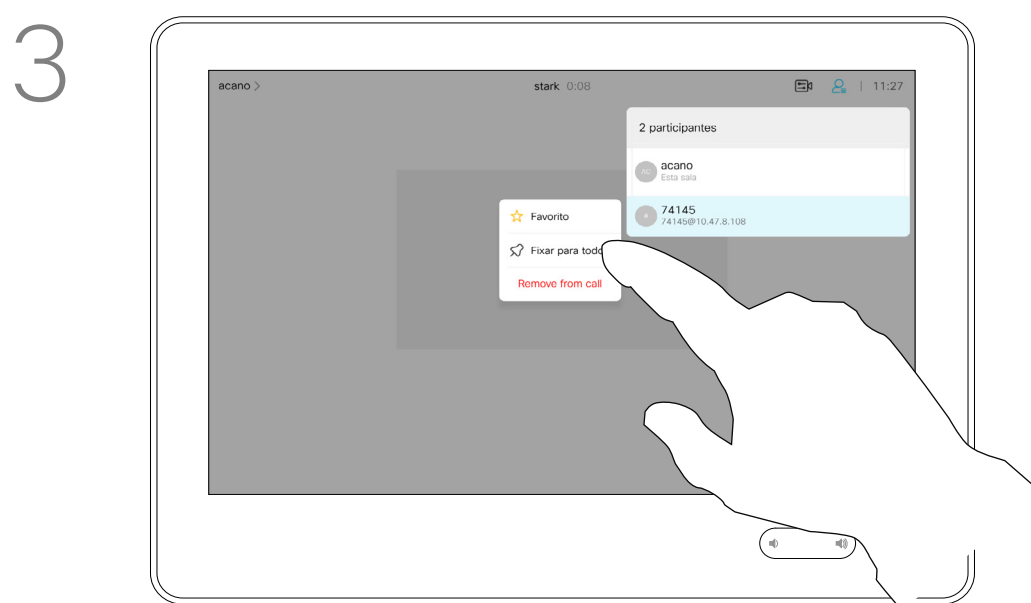 3
acano >
stark 0:08
11:27
2 participantes
AC
acano
Esta sala
#
74145
74145@10.47.8.108
Favorito
Fixar para todo
Remove from call